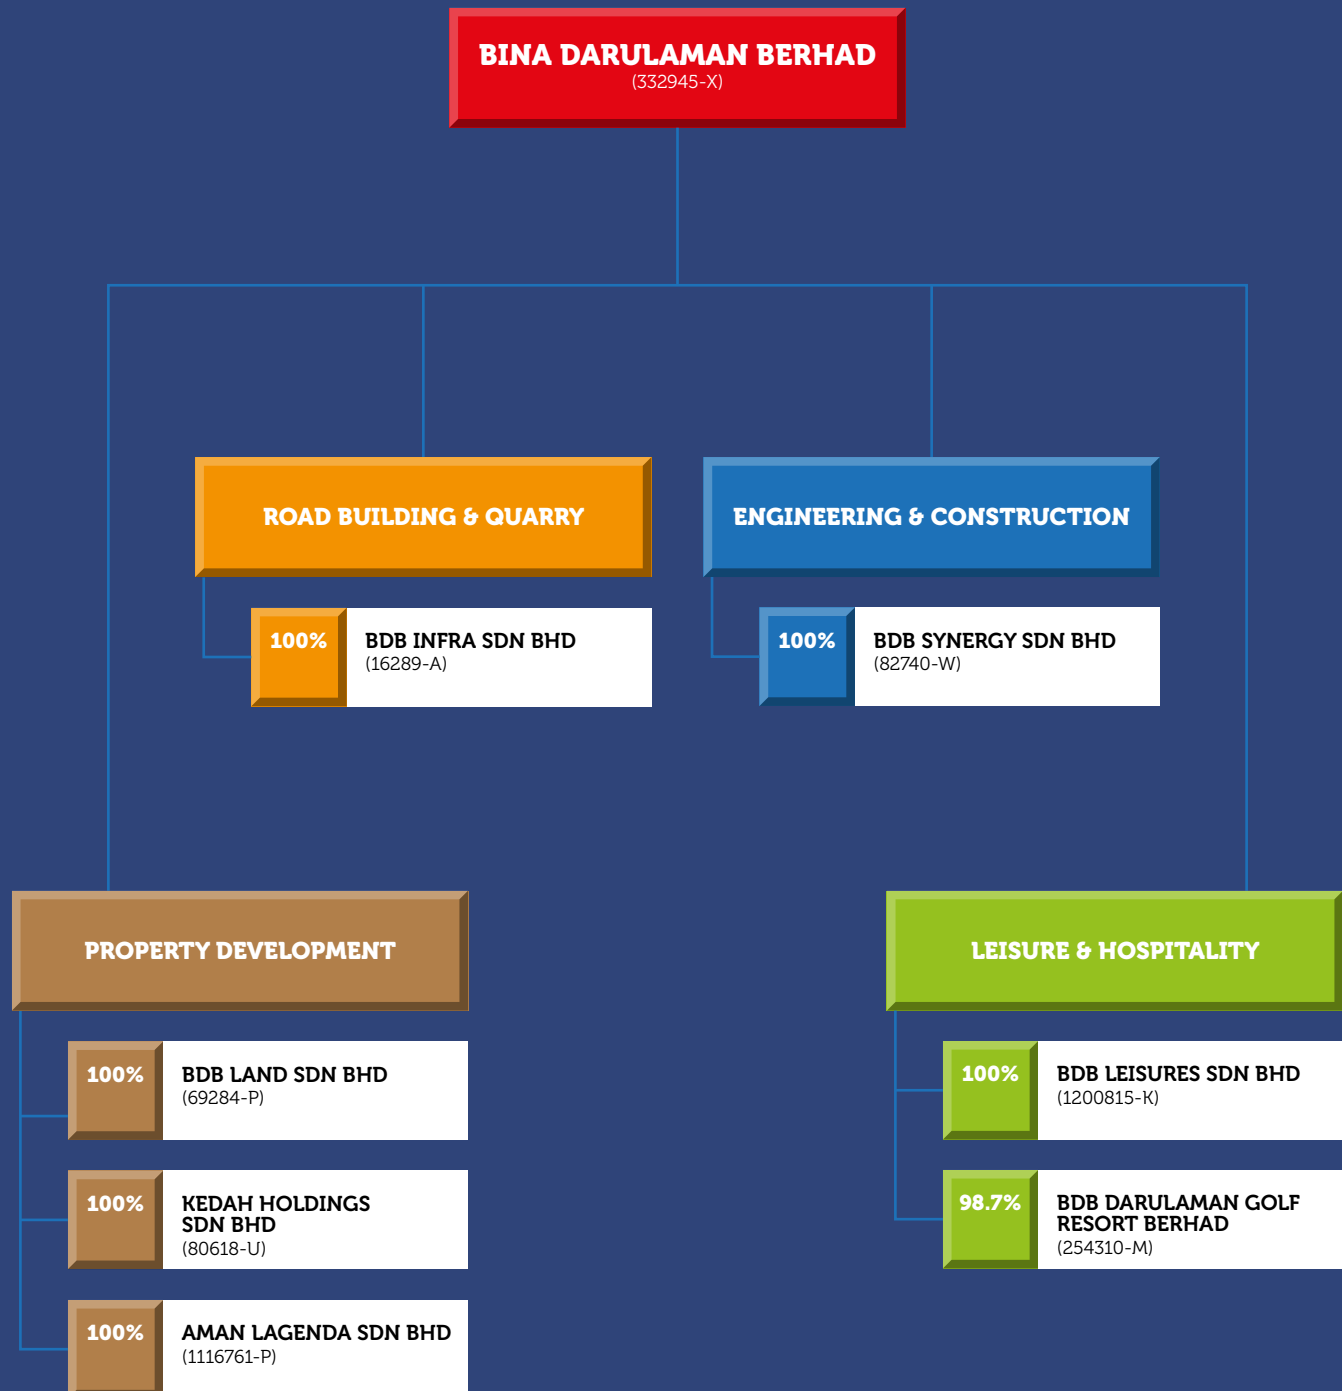 BINA DARULAMAN BERHAD
(332945-X)
ROAD BUILDING & QUARRY
100%
BDB INFRA SDN BHD
(16289-A)
ENGINEERING & CONSTRUCTION
100%
BDB SYNERGY SDN BHD
(82740-W)
PROPERTY DEVELOPMENT
100%
BDB LAND SDN BHD
(69284-P)
100%
KEDAH HOLDINGS
SDN BHD
(80618-U)
100%
AMAN LAGENDA SDN BHD
(1116761-P)
LEISURE & HOSPITALITY
100%
BDB LEISURES SDN BHD
(1200815-K)
98.7%
BDB DARULAMAN GOLF
RESORT BERHAD
(254310-M)